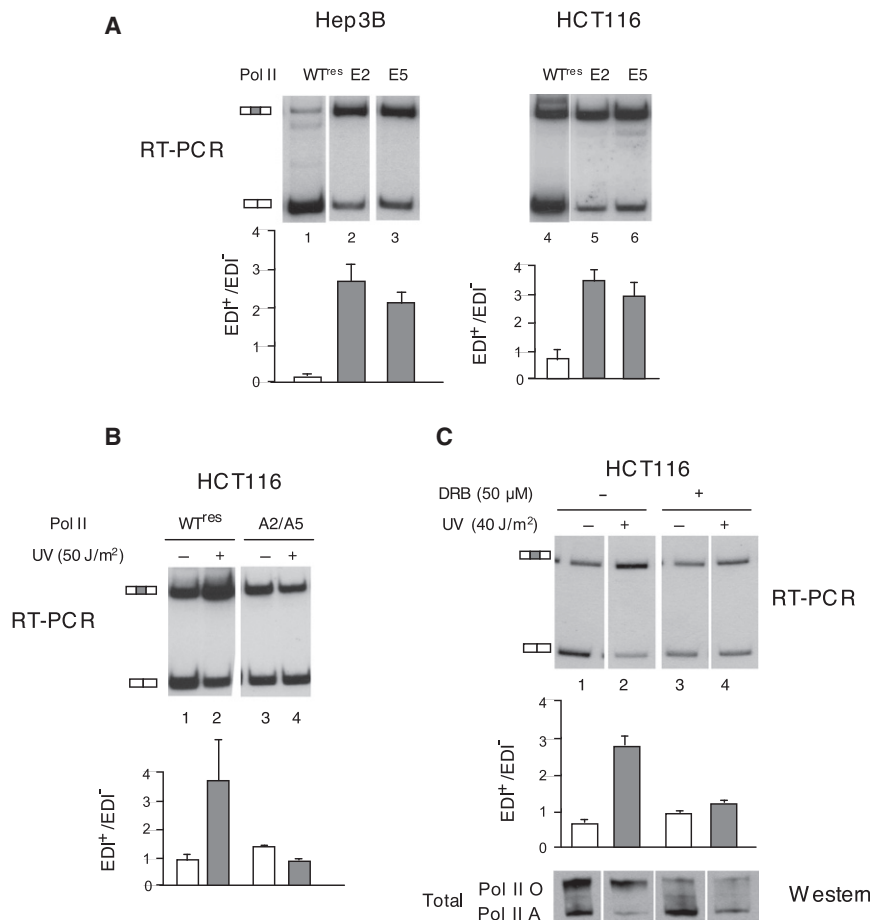 A
Hep3B HCT116
Pol II WTres E2 E5 WTres E2 E5
RT-PCR
1 2 3 4 5 6
4
3
2
1
0
EDI+/EDI-
4
3
2
1
0
EDI+/EDI-
B
HCT116
Pol II WTres A2/A5
UV (50 J/m2) – + – +
RT-PCR
1 2 3 4
4
3
2
1
0
EDI+/EDI-
C
HCT116
DRB (50 µM) – +
UV (40 J/m2) – + – +
RT-PCR
1 2 3 4
4
3
2
1
0
EDI+/EDI-
Total Pol II O
Pol II A
Western